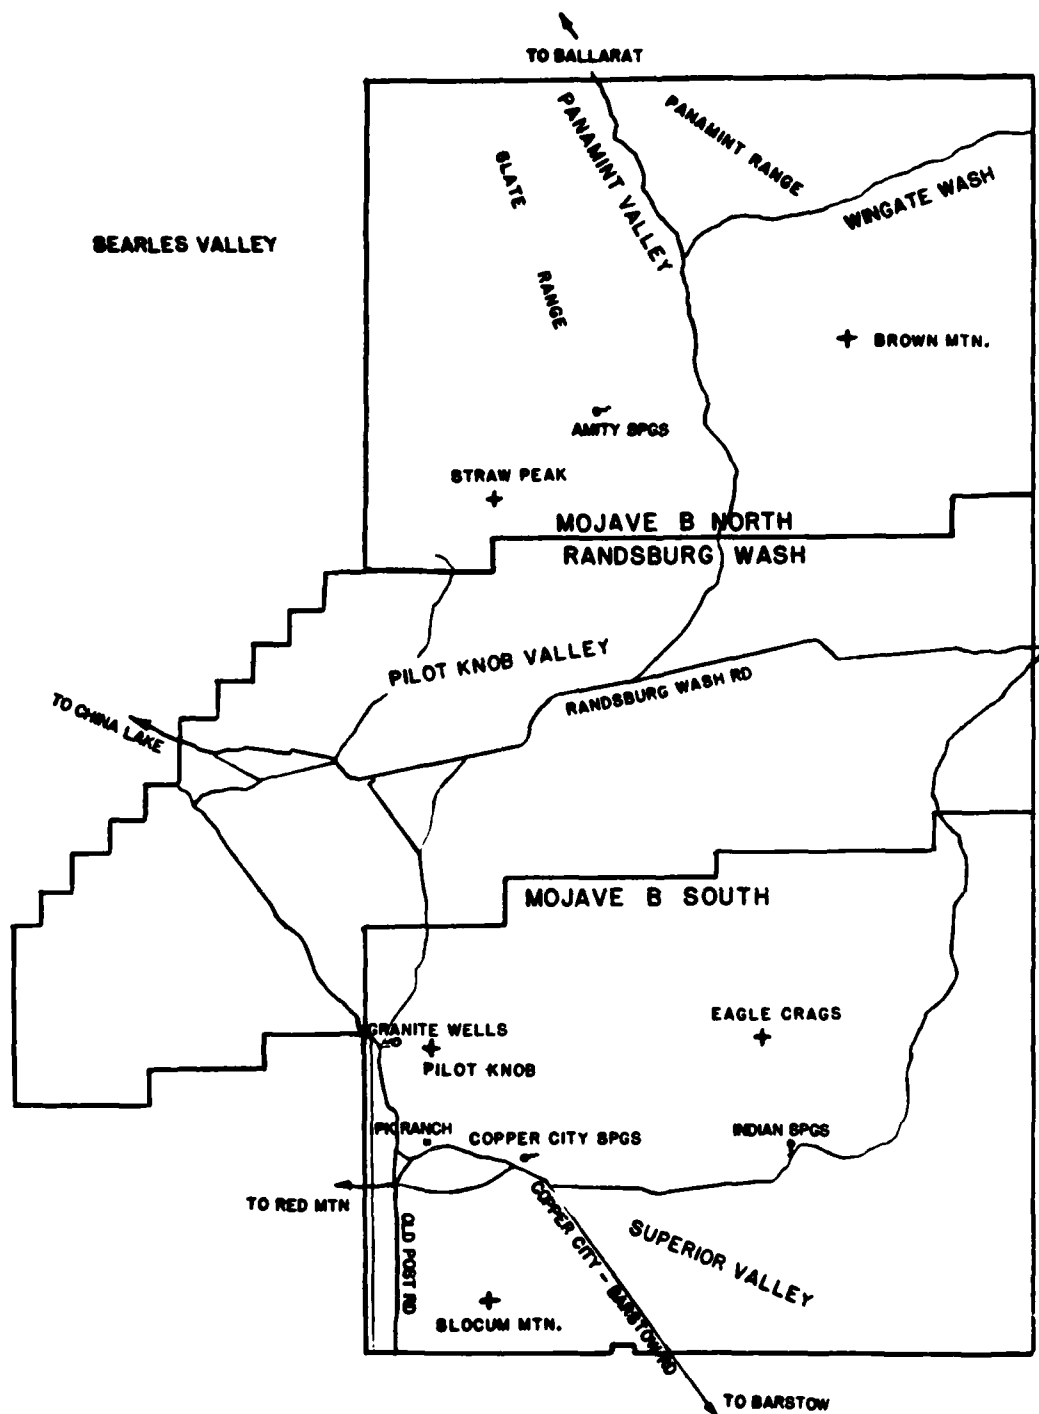 TO BALLARAT
PANAMINT VALLEY
PANAMINT RANGE
SLATE
RANGE
WINGATE WASH
SEARLES VALLEY
BROWN MTN.
AMITY SPGS
STRAW PEAK
MOJAVE B NORTH
RANDSBURG WASH
PILOT KNOB VALLEY
RANDSBURG WASH RD
TO CHINA LAKE
MOJAVE B SOUTH
GRANITE WELLS
EAGLE CRAGS
PILOT KNOB
RANCH
COPPER CITY SPGS
INDIAN SPGS
TO RED MTN
OLD POST RD
COPPER CITY - BARSTOW RD
SUPERIOR VALLEY
SLOCUM MTN.
TO BARSTOW